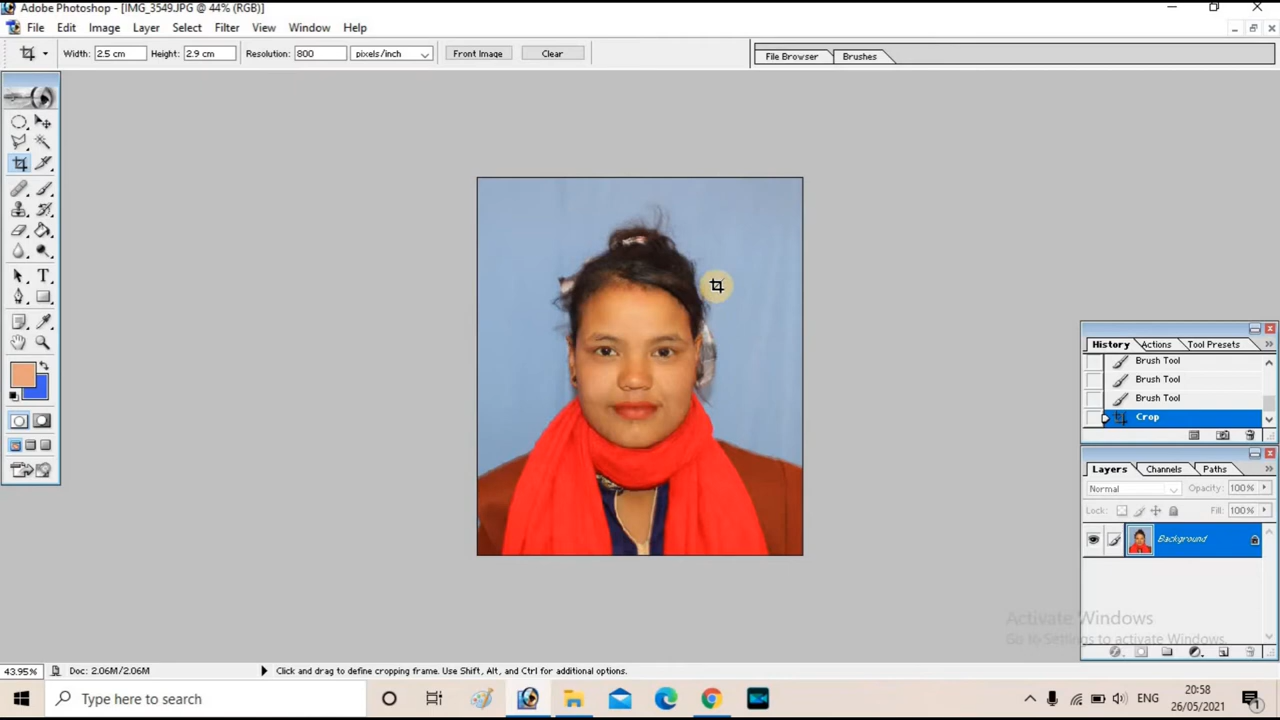 Adobe Photoshop - [IMG_3549.JPG @ 44% (RGB)]
File Edit Image Layer Select Filter View Window Help
Width: 2.5 cm Height: 2.9 cm Resolution: 800 pixels/inch Front Image Clear File Browser Brushes
History Actions Tool Presets
Brush Tool
Brush Tool
Brush Tool
Crop
Layers Channels Paths
Normal Opacity: 100%
Lock: Fill: 100%
Background
Activate Windows
Go to Settings to activate Windows.
43.95% Doc: 2.06M/2.06M Click and drag to define cropping frame. Use Shift, Alt, and Ctrl for additional options.
Type here to search
ENG
20:58
26/05/2021
1